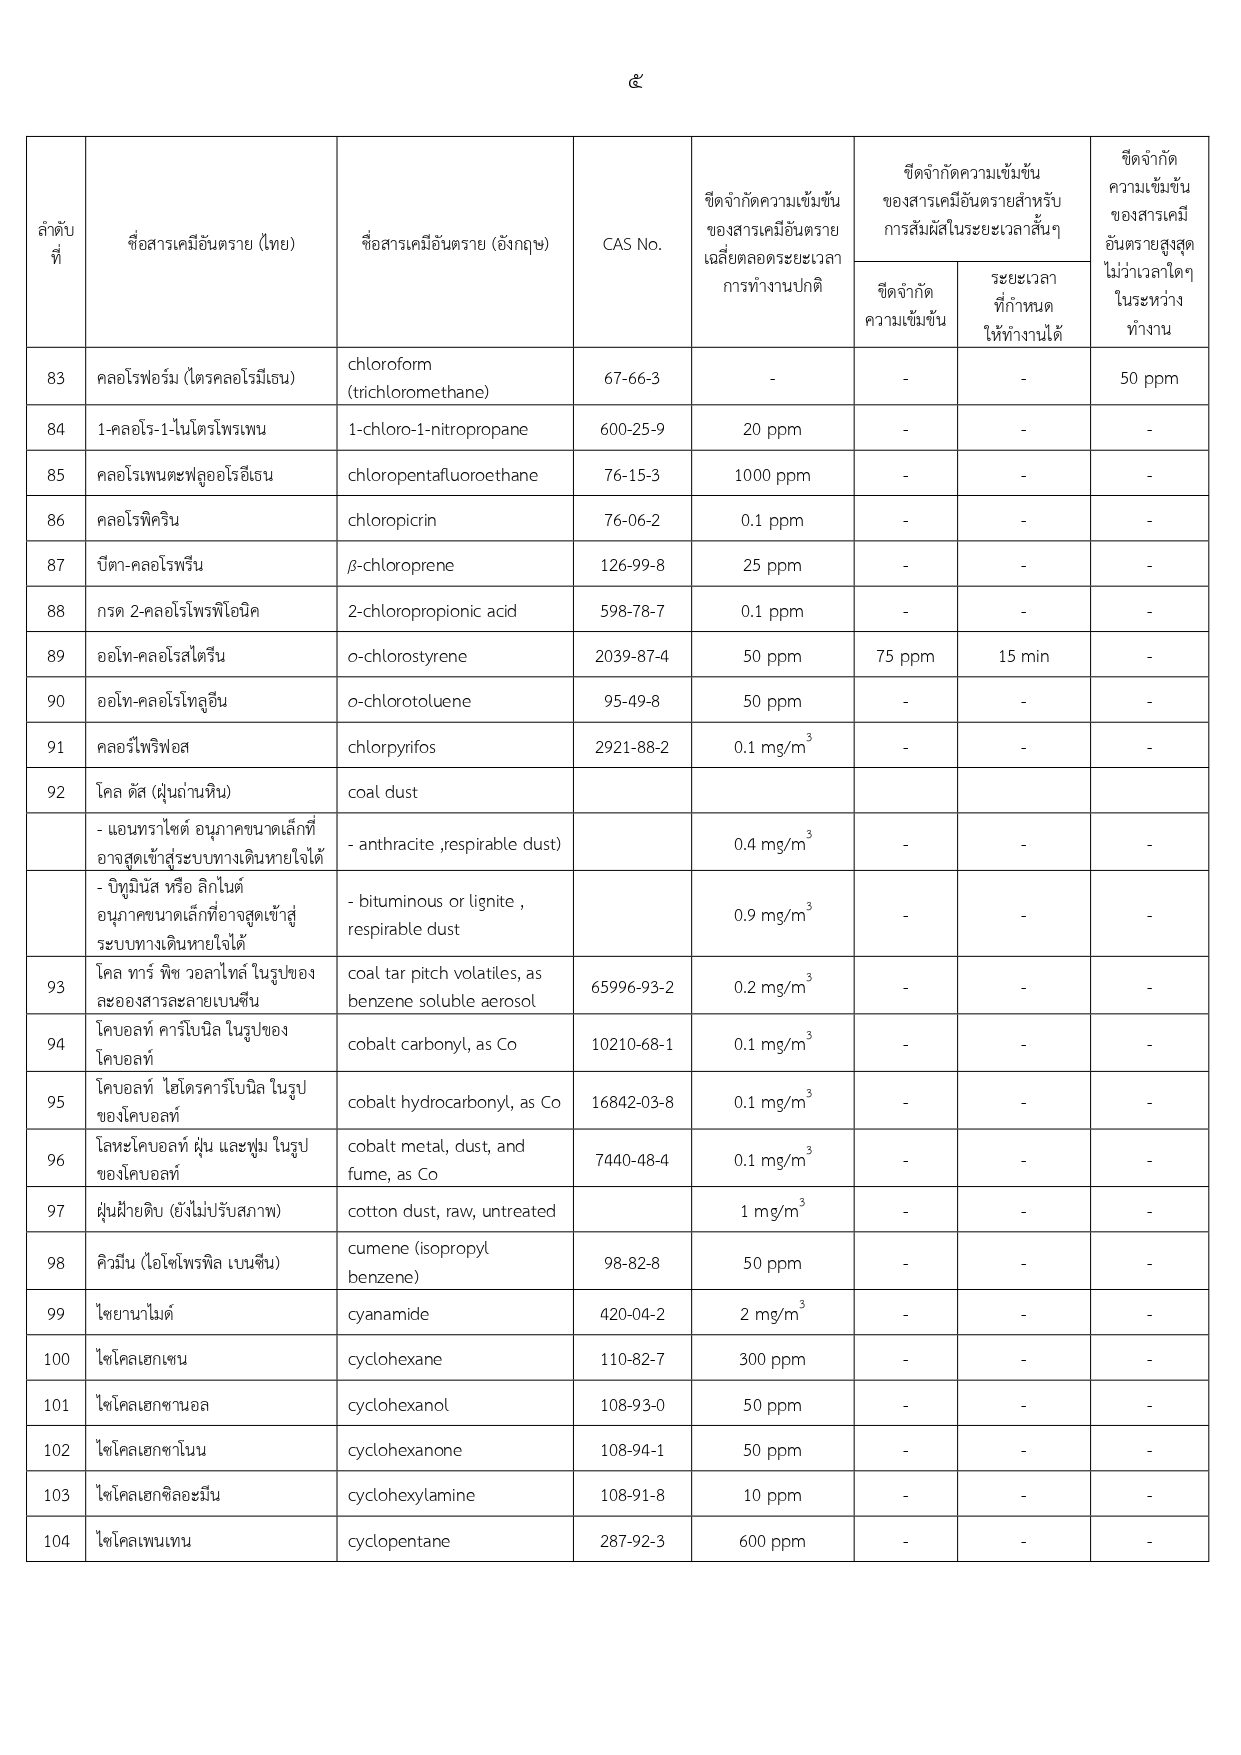 ๕
ลำดับ
ที่
ชื่อสารเคมีอันตราย (ไทย)
ชื่อสารเคมีอันตราย (อังกฤษ)
CAS No.
ขีดจำกัดความเข้มข้น
ของสารเคมีอันตราย
เฉลี่ยตลอดระยะเวลา
การทำงานปกติ
ขีดจำกัดความเข้มข้น
ของสารเคมีอันตรายสำหรับ
การสัมผัสในระยะเวลาสั้นๆ
ขีดจำกัด
ความเข้มข้น
ระยะเวลา
ที่กำหนด
ให้ทำงานได้
ขีดจำกัด
ความเข้มข้น
ของสารเคมี
อันตรายสูงสุด
ไม่ว่าเวลาใดๆ
ในระหว่าง
ทำงาน
83 คลอโรฟอร์ม (ไตรคลอโรมีเธน) chloroform
(trichloromethane) 67-66-3 - - - 50 ppm
84 1-คลอโร-1-ไนโตรโพรเพน 1-chloro-1-nitropropane 600-25-9 20 ppm - - -
85 คลอโรเพนตะฟลูออโรอีเธน chloropentafluoroethane 76-15-3 1000 ppm - - -
86 คลอโรพิคริน chloropicrin 76-06-2 0.1 ppm - - -
87 บีตา-คลอโรพรีน β-chloroprene 126-99-8 25 ppm - - -
88 กรด 2-คลอโรโพรพิโอนิค 2-chloropropionic acid 598-78-7 0.1 ppm - - -
89 ออโท-คลอโรสไตรีน o-chlorostyrene 2039-87-4 50 ppm 75 ppm 15 min -
90 ออโท-คลอโรโทลูอีน o-chlorotoluene 95-49-8 50 ppm - - -
91 คลอร์ไพริฟอส chlorpyrifos 2921-88-2 0.1 mg/m³ - - -
92 โคล ดัส (ฝุ่นถ่านหิน) coal dust
- แอนทราไซต์ อนุภาคขนาดเล็กที่
อาจสูดเข้าสู่ระบบทางเดินหายใจได้ - anthracite ,respirable dust) 0.4 mg/m³ - - -
- บิทูมินัส หรือ ลิกไนต์
อนุภาคขนาดเล็กที่อาจสูดเข้าสู่
ระบบทางเดินหายใจได้ - bituminous or lignite ,
respirable dust 0.9 mg/m³ - - -
93 โคล ทาร์ พิช วอลาไทล์ ในรูปของ
ละอองสารละลายเบนซีน coal tar pitch volatiles, as
benzene soluble aerosol 65996-93-2 0.2 mg/m³ - - -
94 โคบอลท์ คาร์โบนิล ในรูปของ
โคบอลท์ cobalt carbonyl, as Co 10210-68-1 0.1 mg/m³ - - -
95 โคบอลท์ ไฮโดรคาร์โบนิล ในรูป
ของโคบอลท์ cobalt hydrocarbonyl, as Co 16842-03-8 0.1 mg/m³ - - -
96 โลหะโคบอลท์ ฝุ่น และฟูม ในรูป
ของโคบอลท์ cobalt metal, dust, and
fume, as Co 7440-48-4 0.1 mg/m³ - - -
97 ฝุ่นฝ้ายดิบ (ยังไม่ปรับสภาพ) cotton dust, raw, untreated 1 mg/m³ - - -
98 คิวมีน (ไอโซโพรพิล เบนซีน) cumene (isopropyl
benzene) 98-82-8 50 ppm - - -
99 ไซยานาไมด์ cyanamide 420-04-2 2 mg/m³ - - -
100 ไซโคลเฮกเซน cyclohexane 110-82-7 300 ppm - - -
101 ไซโคลเฮกซานอล cyclohexanol 108-93-0 50 ppm - - -
102 ไซโคลเฮกซาโนน cyclohexanone 108-94-1 50 ppm - - -
103 ไซโคลเฮกซิลอะมีน cyclohexylamine 108-91-8 10 ppm - - -
104 ไซโคลเพนเทน cyclopentane 287-92-3 600 ppm - - -